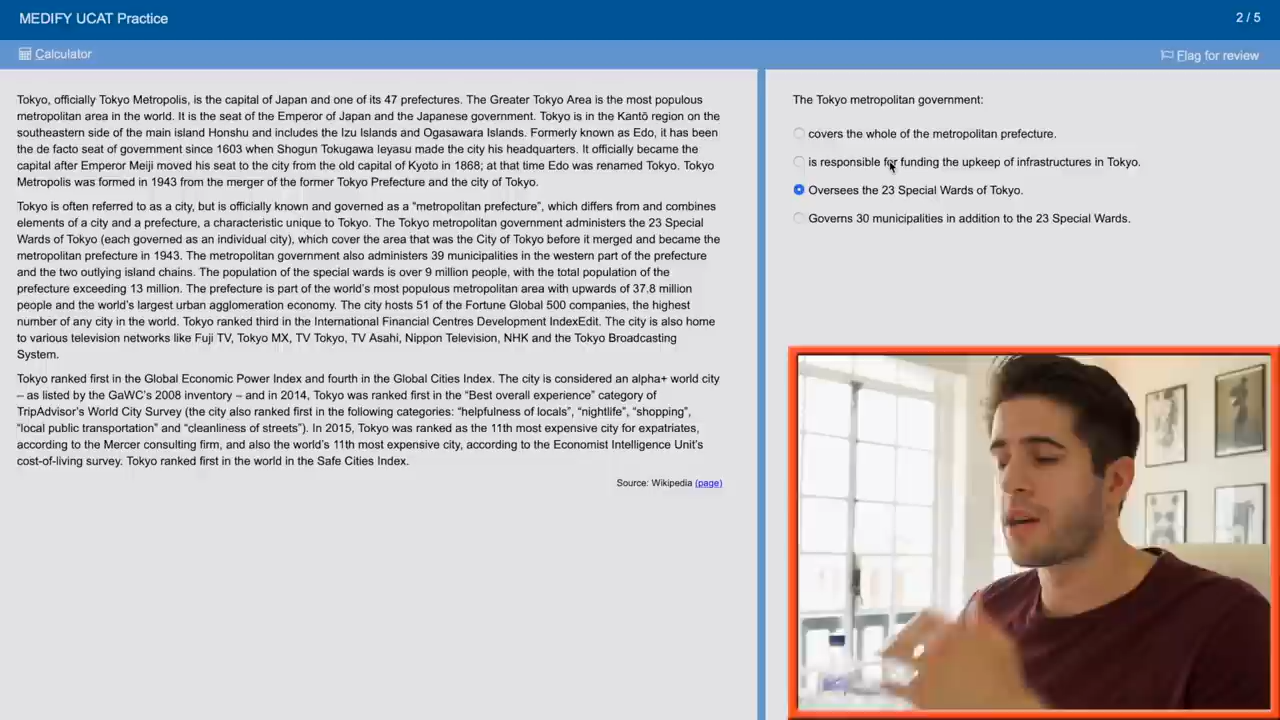 MEDIFY UCAT Practice
2 / 5
Calculator
Flag for review
Tokyo, officially Tokyo Metropolis, is the capital of Japan and one of its 47 prefectures. The Greater Tokyo Area is the most populous
metropolitan area in the world. It is the seat of the Emperor of Japan and the Japanese government. Tokyo is in the Kantō region on the
southeastern side of the main island Honshu and includes the Izu Islands and Ogasawara Islands. Formerly known as Edo, it has been
the de facto seat of government since 1603 when Shogun Tokugawa Ieyasu made the city his headquarters. It officially became the
capital after Emperor Meiji moved his seat to the city from the old capital of Kyoto in 1868; at that time Edo was renamed Tokyo. Tokyo
Metropolis was formed in 1943 from the merger of the former Tokyo Prefecture and the city of Tokyo.
Tokyo is often referred to as a city, but is officially known and governed as a "metropolitan prefecture", which differs from and combines
elements of a city and a prefecture, a characteristic unique to Tokyo. The Tokyo metropolitan government administers the 23 Special
Wards of Tokyo (each governed as an individual city), which cover the area that was the City of Tokyo before it merged and became the
metropolitan prefecture in 1943. The metropolitan government also administers 39 municipalities in the western part of the prefecture
and the two outlying island chains. The population of the special wards is over 9 million people, with the total population of the
prefecture exceeding 13 million. The prefecture is part of the world's most populous metropolitan area with upwards of 37.8 million
people and the world's largest urban agglomeration economy. The city hosts 51 of the Fortune Global 500 companies, the highest
number of any city in the world. Tokyo ranked third in the International Financial Centres Development IndexEdit. The city is also home
to various television networks like Fuji TV, Tokyo MX, TV Tokyo, TV Asahi, Nippon Television, NHK and the Tokyo Broadcasting
System.
Tokyo ranked first in the Global Economic Power Index and fourth in the Global Cities Index. The city is considered an alpha+ world city
– as listed by the GaWC's 2008 inventory – and in 2014, Tokyo was ranked first in the "Best overall experience" category of
TripAdvisor's World City Survey (the city also ranked first in the following categories: "helpfulness of locals", "nightlife", "shopping",
"local public transportation" and "cleanliness of streets"). In 2015, Tokyo was ranked as the 11th most expensive city for expatriates,
according to the Mercer consulting firm, and also the world's 11th most expensive city, according to the Economist Intelligence Unit's
cost-of-living survey. Tokyo ranked first in the world in the Safe Cities Index.
Source: Wikipedia (page)
The Tokyo metropolitan government:
covers the whole of the metropolitan prefecture.
is responsible for funding the upkeep of infrastructures in Tokyo.
Oversees the 23 Special Wards of Tokyo.
Governs 30 municipalities in addition to the 23 Special Wards.